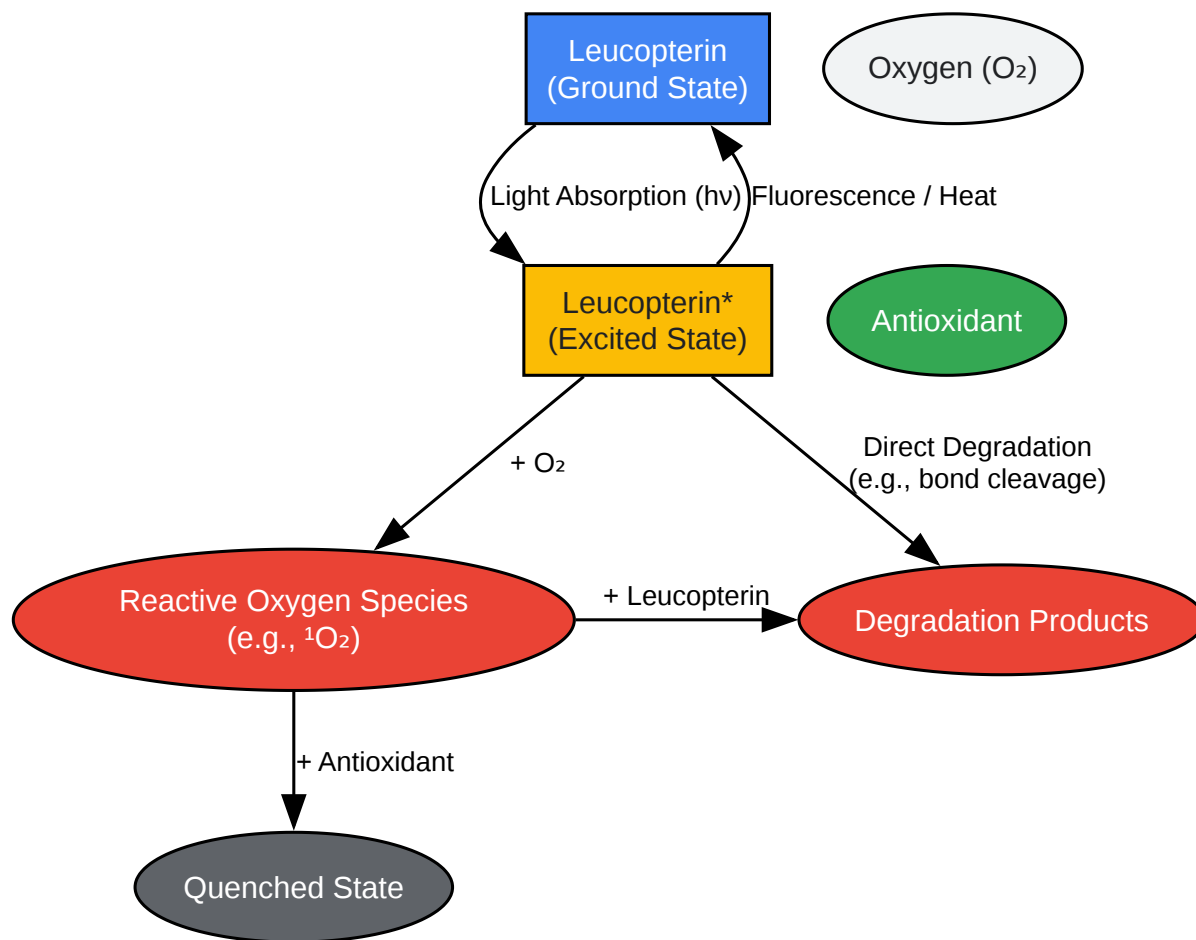 Leucopterin
(Ground State)
Oxygen (O₂)
Light Absorption (hν)
Fluorescence / Heat
Leucopterin*
(Excited State)
Antioxidant
Direct Degradation
(e.g., bond cleavage)
+ O₂
Reactive Oxygen Species
(e.g., ¹O₂)
+ Leucopterin
Degradation Products
+ Antioxidant
Quenched State